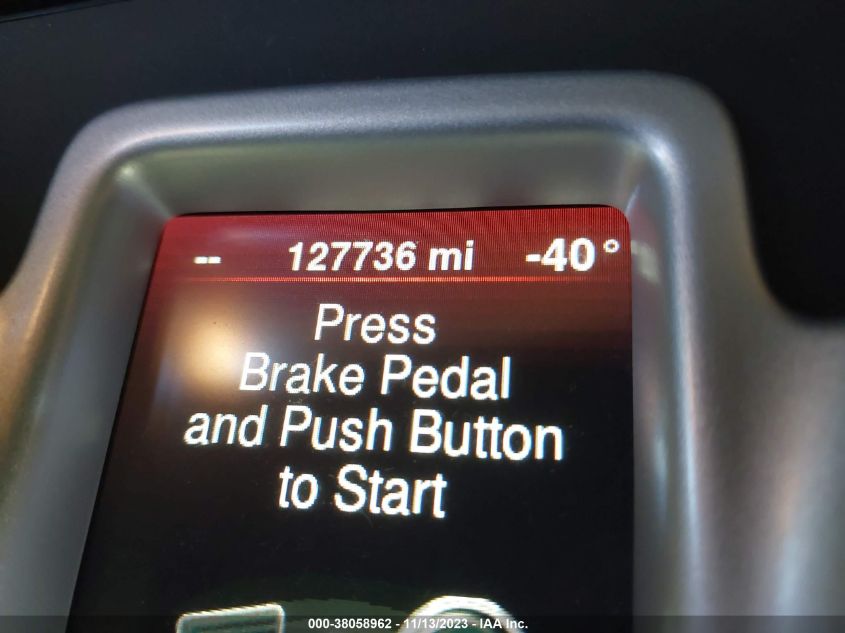 -- 127736 mi -40°
Press
Brake Pedal
and Push Button
to Start
000-38058962 - 11/13/2023 - IAA Inc.